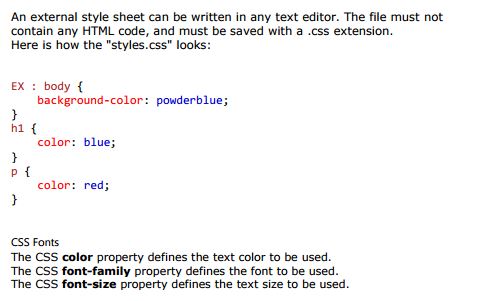 An external style sheet can be written in any text editor. The file must not
contain any HTML code, and must be saved with a .css extension.
Here is how the "styles.css" looks:
EX : body {
    background-color: powderblue;
}
h1 {
    color: blue;
}
p {
    color: red;
}
CSS Fonts
The CSS color property defines the text color to be used.
The CSS font-family property defines the font to be used.
The CSS font-size property defines the text size to be used.